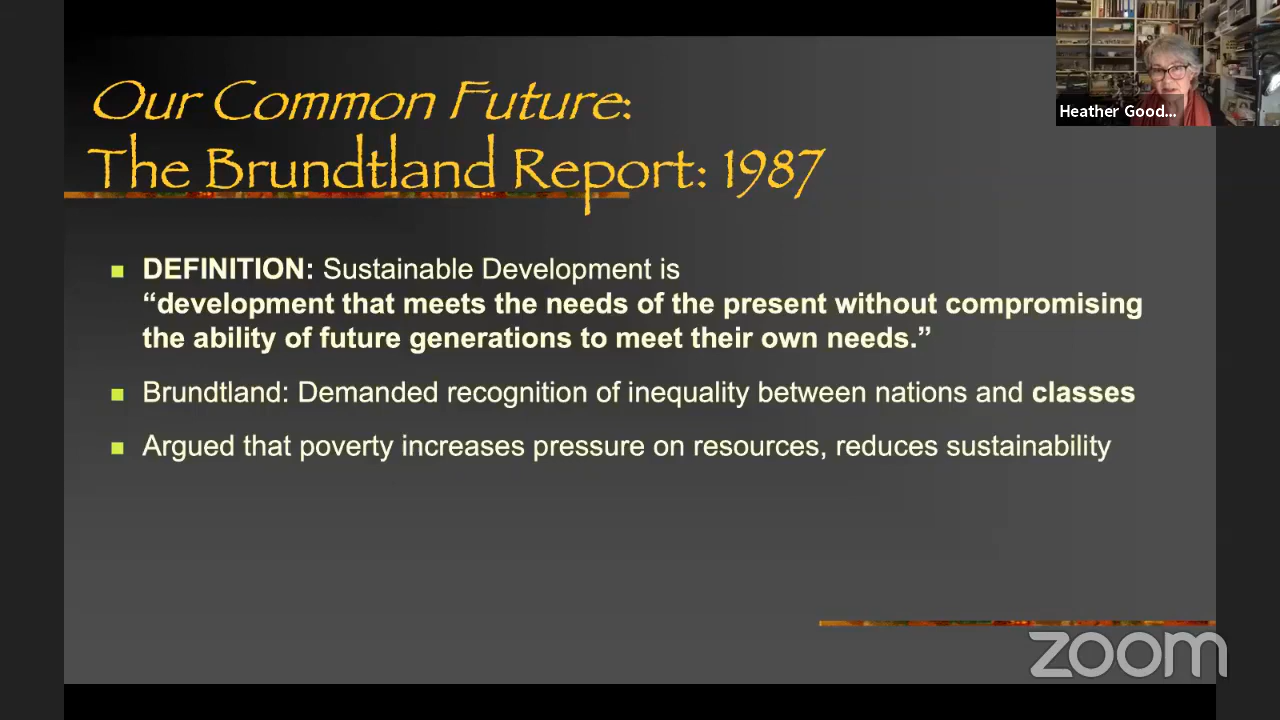 Our Common Future:
The Brundtland Report: 1987
Heather Good...
DEFINITION: Sustainable Development is
“development that meets the needs of the present without compromising
the ability of future generations to meet their own needs.”
Brundtland: Demanded recognition of inequality between nations and classes
Argued that poverty increases pressure on resources, reduces sustainability
zoom